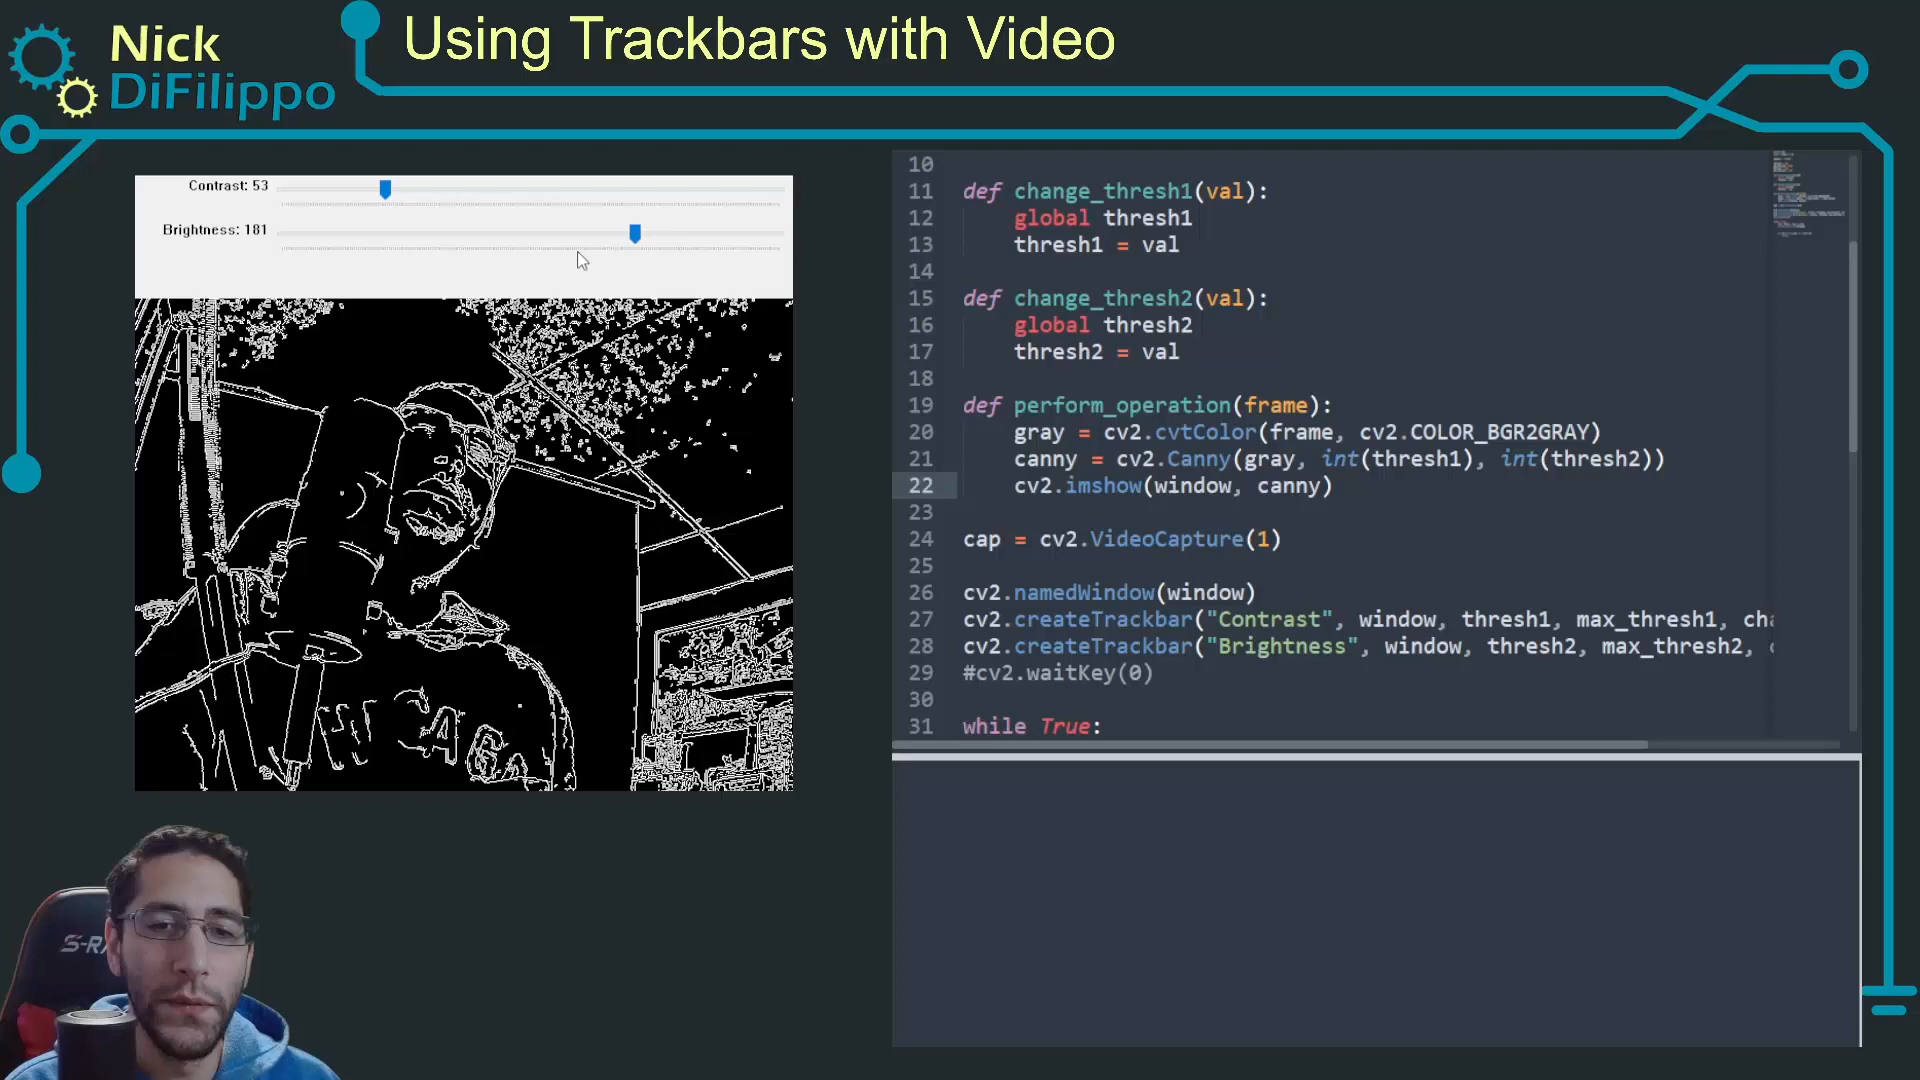 Nick
DiFilippo
Using Trackbars with Video
Contrast: 53
Brightness: 181
10
11 def change_thresh1(val):
12 global thresh1
13 thresh1 = val
14
15 def change_thresh2(val):
16 global thresh2
17 thresh2 = val
18
19 def perform_operation(frame):
20 gray = cv2.cvtColor(frame, cv2.COLOR_BGR2GRAY)
21 canny = cv2.Canny(gray, int(thresh1), int(thresh2))
22 cv2.imshow(window, canny)
23
24 cap = cv2.VideoCapture(1)
25
26 cv2.namedWindow(window)
27 cv2.createTrackbar("Contrast", window, thresh1, max_thresh1, cha
28 cv2.createTrackbar("Brightness", window, thresh2, max_thresh2, c
29 #cv2.waitKey(0)
30
31 while True:
S-RA